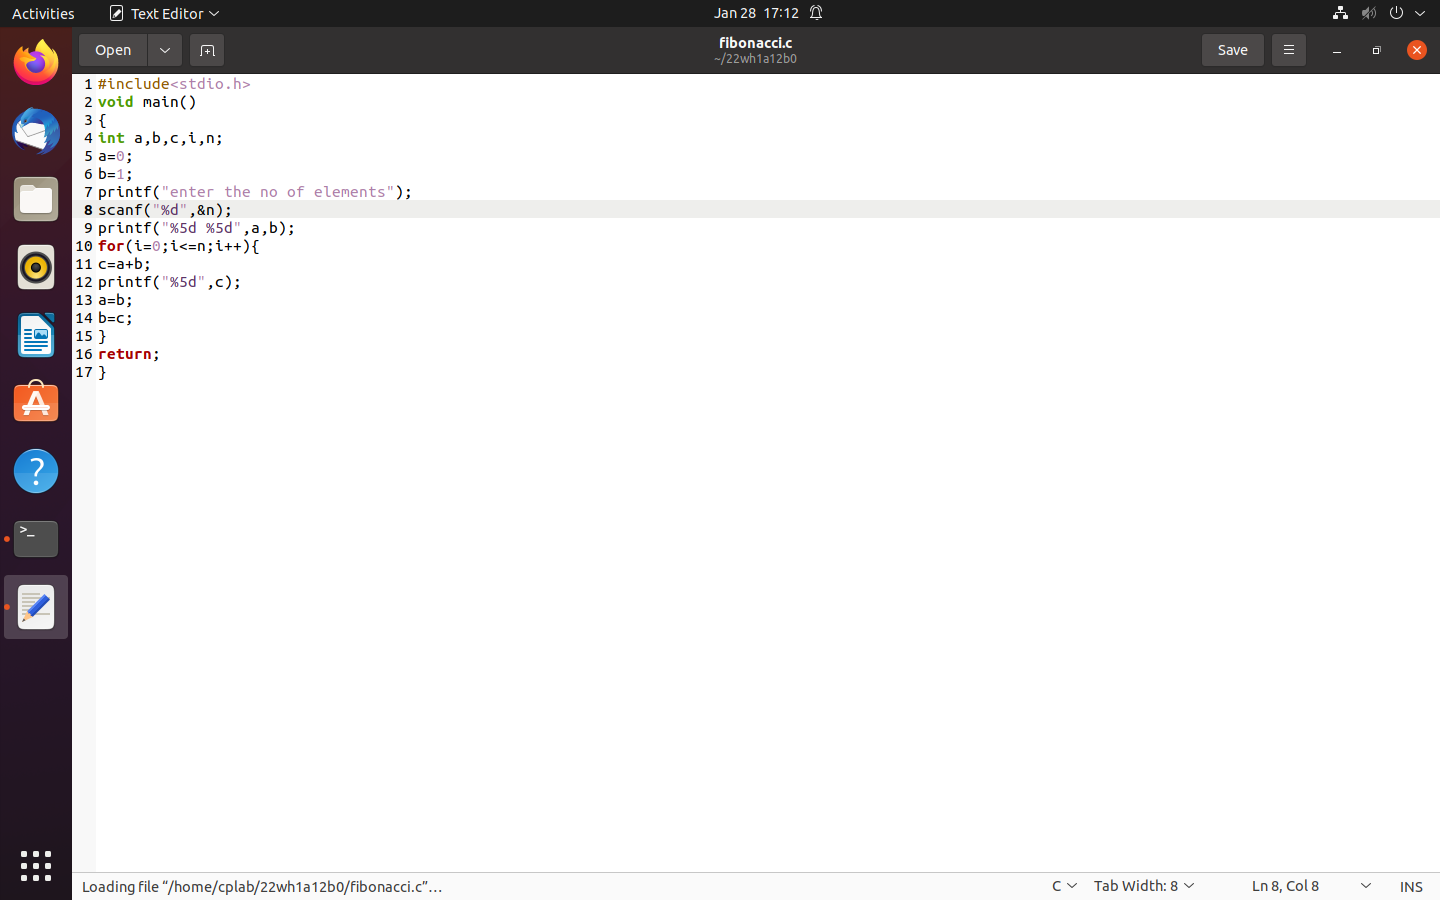 Activities Text Editor Jan 28 17:12
Open fibonacci.c Save
~/22wh1a12b0
1 #include<stdio.h>
2 void main()
3 {
4 int a,b,c,i,n;
5 a=0;
6 b=1;
7 printf("enter the no of elements");
8 scanf("%d",&n);
9 printf("%5d %5d",a,b);
10 for(i=0;i<=n;i++){
11 c=a+b;
12 printf("%5d",c);
13 a=b;
14 b=c;
15 }
16 return;
17 }
Loading file “/home/cplab/22wh1a12b0/fibonacci.c”… C Tab Width: 8 Ln 8, Col 8 INS